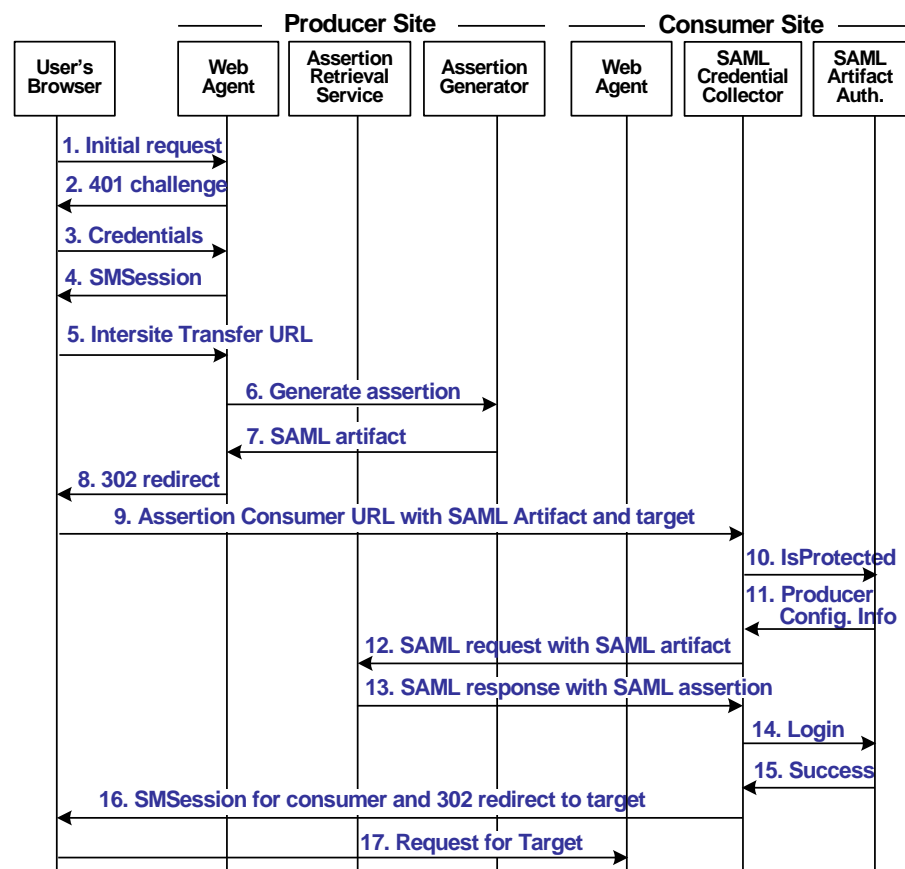 Producer Site
Consumer Site
User's
Browser
Web
Agent
Assertion
Retrieval
Service
Assertion
Generator
Web
Agent
SAML
Credential
Collector
SAML
Artifact
Auth.
1. Initial request
2. 401 challenge
3. Credentials
4. SMSession
5. Intersite Transfer URL
6. Generate assertion
7. SAML artifact
8. 302 redirect
9. Assertion Consumer URL with SAML Artifact and target
10. IsProtected
11. Producer
Config. Info
12. SAML request with SAML artifact
13. SAML response with SAML assertion
14. Login
15. Success
16. SMSession for consumer and 302 redirect to target
17. Request for Target